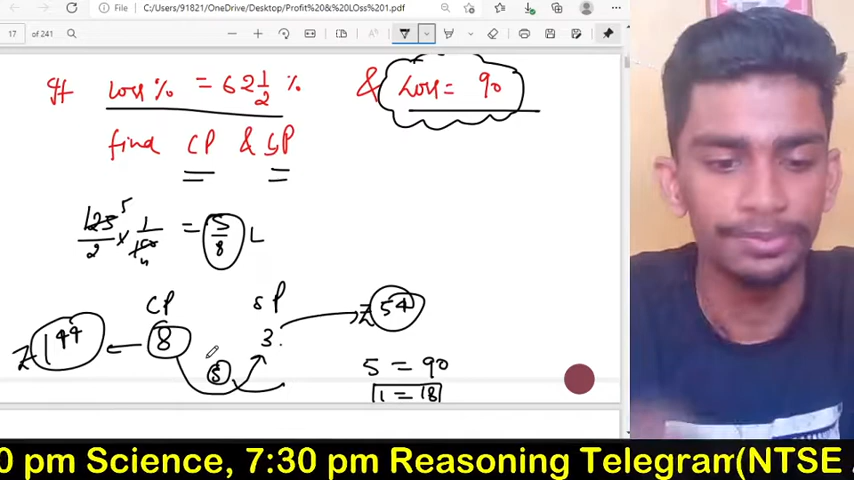 File
C:/Users/91821/OneDrive/Desktop/Profit%20&%20Loss%201.pdf
17 of 241
If Loss% = 62 1/2 % & Loss = 90
find CP & SP
125/2 5 × 1/100 = 5/8 L
CP SP
144 8 3 54
5
5 = 90
1 = 18
0 pm Science, 7:30 pm Reasoning Telegram(NTSE